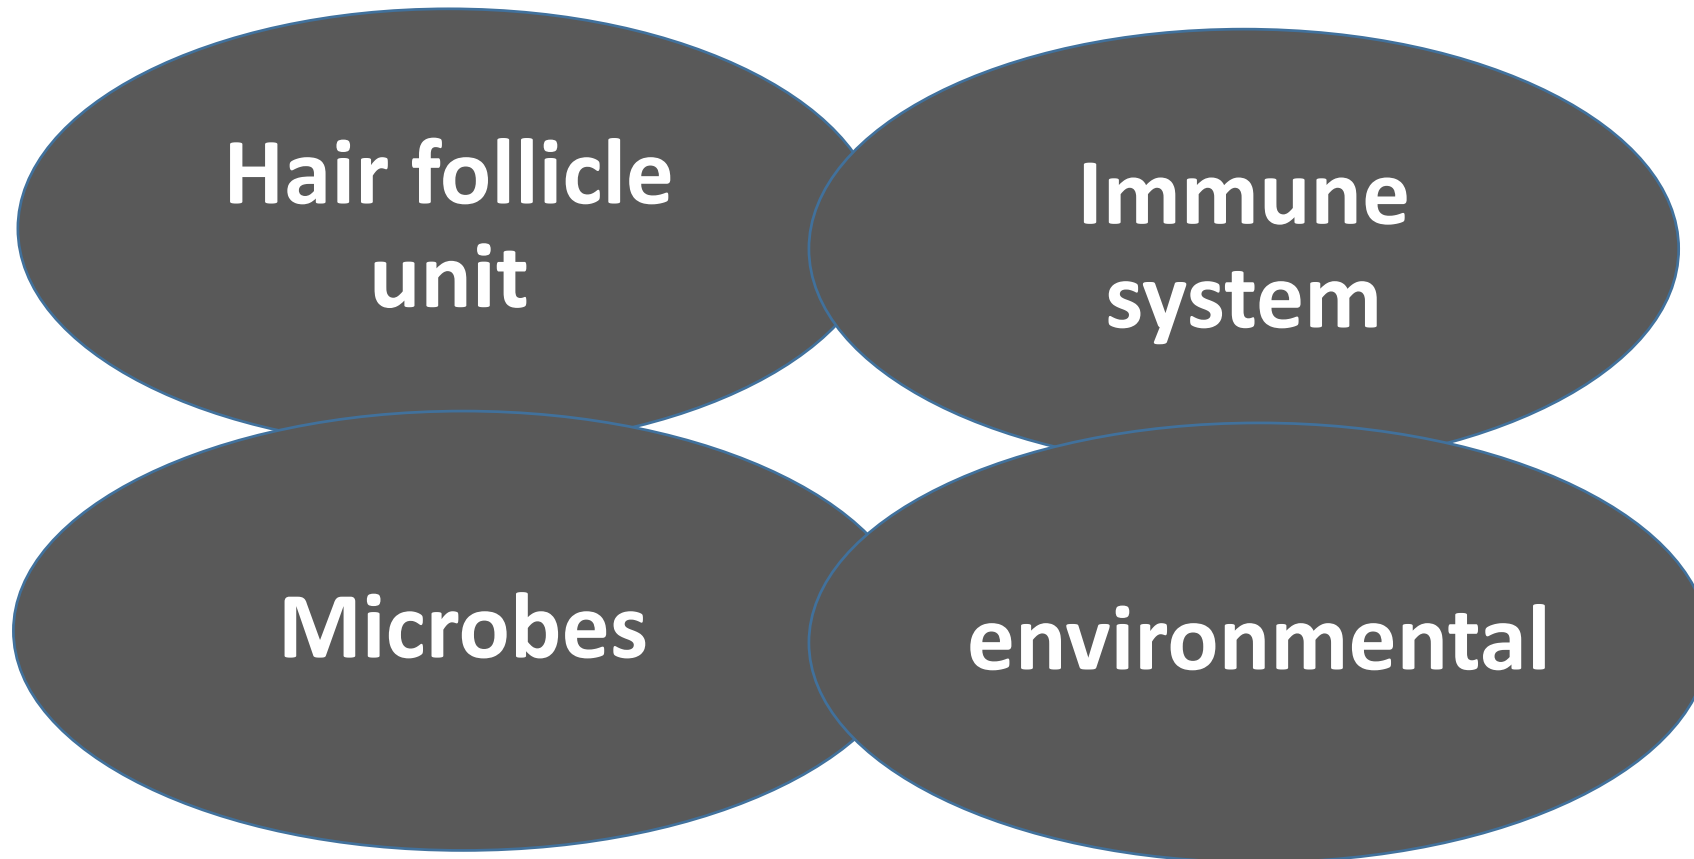 Hair follicle
unit
Immune
system
Microbes
environmental